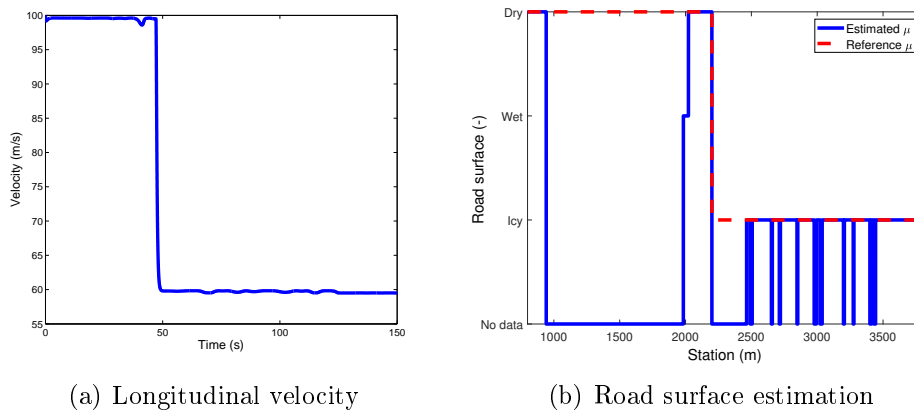 100
95
90
85
80
75
70
65
60
55
Velocity (m/s)
0
50
100
150
Time (s)
(a) Longitudinal velocity
Dry
Wet
Icy
No data
Road surface (-)
Estimated μ
Reference μ
1000
1500
2000
2500
3000
3500
Station (m)
(b) Road surface estimation